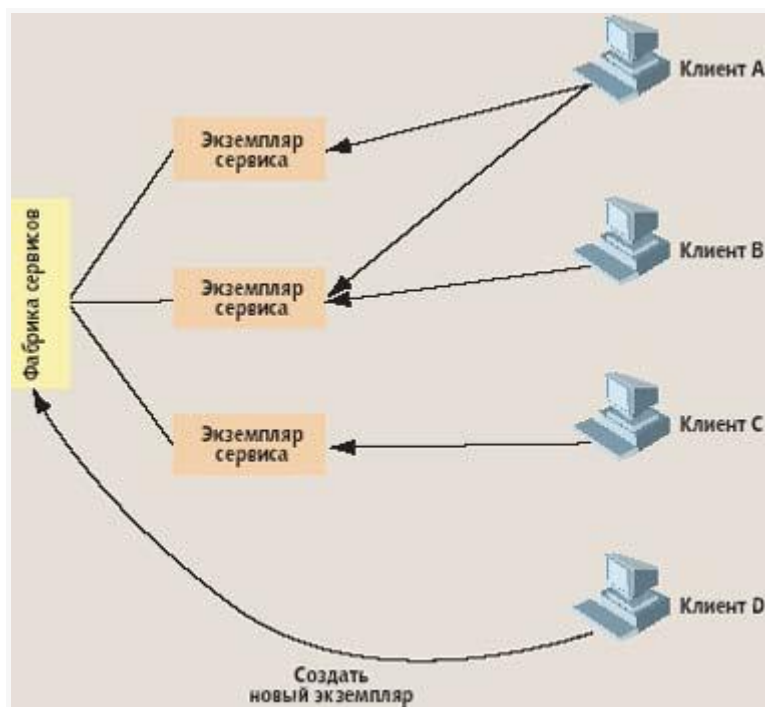 Клиент A
Экземпляр
сервиса
Фабрика сервисов
Клиент B
Экземпляр
сервиса
Экземпляр
сервиса
Клиент C
Клиент D
Создать
новый экземпляр